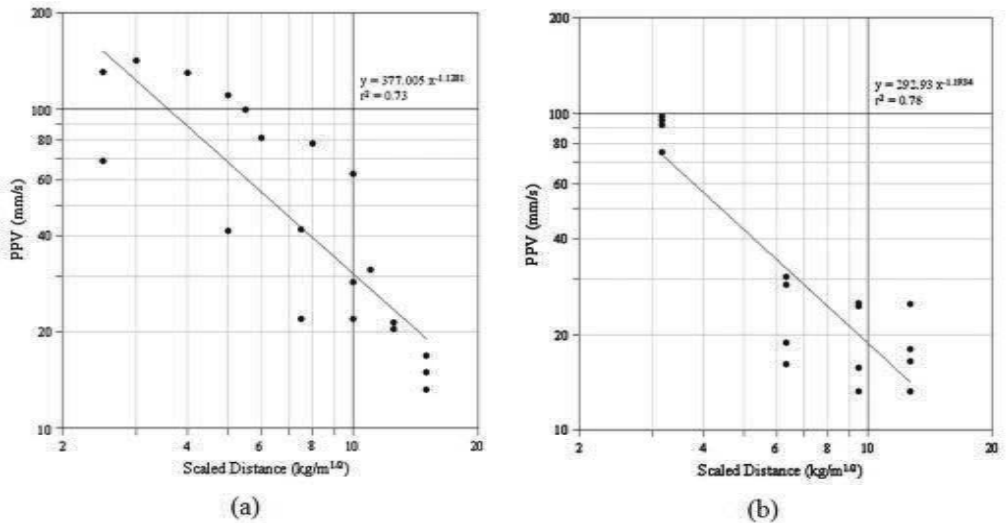 200
100
80
60
40
20
10
PPV (mm/s)
y = 377.005 x^-1.1281
r² = 0.73
2 4 6 8 10 20
Scaled Distance (kg/m^1/2)
(a)
200
100
80
60
40
20
10
PPV (mm/s)
y = 292.93 x^-1.1934
r² = 0.76
2 4 6 8 10 20
Scaled Distance (kg/m^1/2)
(b)